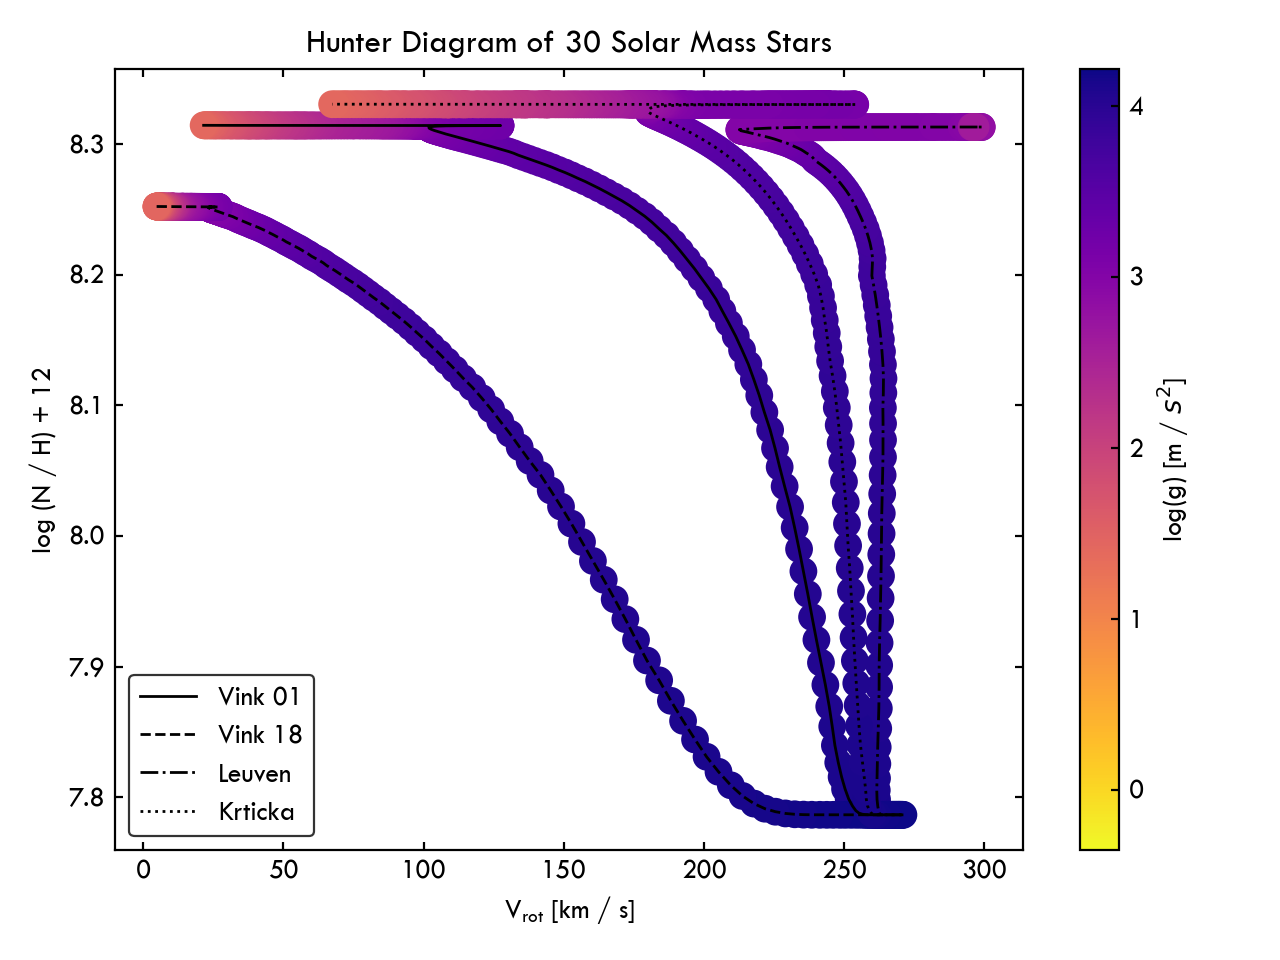 Hunter Diagram of 30 Solar Mass Stars
log (N / H) + 12
8.3
8.2
8.1
8.0
7.9
7.8
Vink 01
Vink 18
Leuven
Krticka
0
50
100
150
200
250
300
V_rot [km / s]
4
3
2
1
0
log(g) [m / s²]